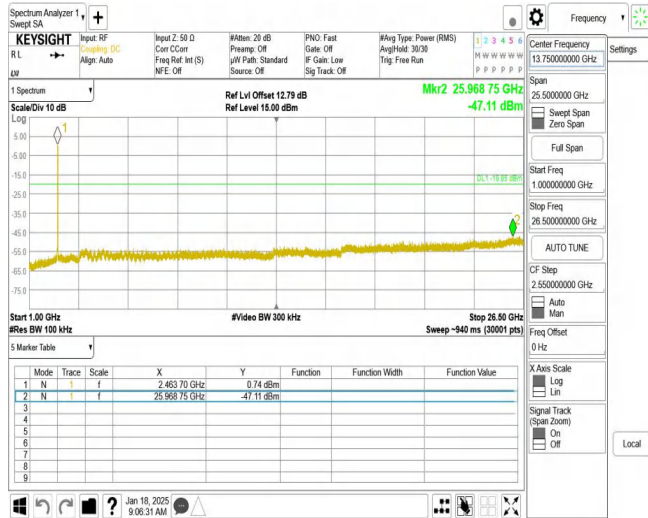 Spectrum Analyzer 1
Swept SA
KEYSIGHT
RL
Input: RF
Coupling: DC
Align: Auto
Input Z: 50 Ω
Corr CCorr
Freq Ref: Int (S)
NFE: Off
#Atten: 20 dB
Preamp: Off
µW Path: Standard
Source: Off
PNO: Fast
Gate: Off
IF Gain: Low
Sig Track: Off
#Avg Type: Power (RMS)
Avg|Hold: 30/30
Trig: Free Run
1 2 3 4 5 6
M W W W W W
P P P P P P
1 Spectrum
Scale/Div 10 dB
Ref Lvl Offset 12.79 dB
Ref Level 15.00 dBm
Mkr2 25.968 75 GHz
-47.11 dBm
Log
5.00
-5.00
-15.0
-25.0
-35.0
-45.0
-55.0
-65.0
-75.0
1
2
Start 1.00 GHz
#Res BW 100 kHz
#Video BW 300 kHz
Stop 26.50 GHz
Sweep ~940 ms (30001 pts)
5 Marker Table
Mode Trace Scale X Y Function Function Width Function Value
1 N 1 f 2.463 70 GHz 0.74 dBm
2 N 1 f 25.968 75 GHz -47.11 dBm
3
4
5
6
7
8
9
Jan 18, 2025
9:06:31 AM
Frequency
Center Frequency
13.750000000 GHz
Span
25.5000000 GHz
Swept Span
Zero Span
Full Span
Start Freq
1.000000000 GHz
Stop Freq
26.500000000 GHz
AUTO TUNE
CF Step
2.550000000 GHz
Auto
Man
Freq Offset
0 Hz
X Axis Scale
Log
Lin
Signal Track
(Span Zoom)
On
Off
Settings
Local